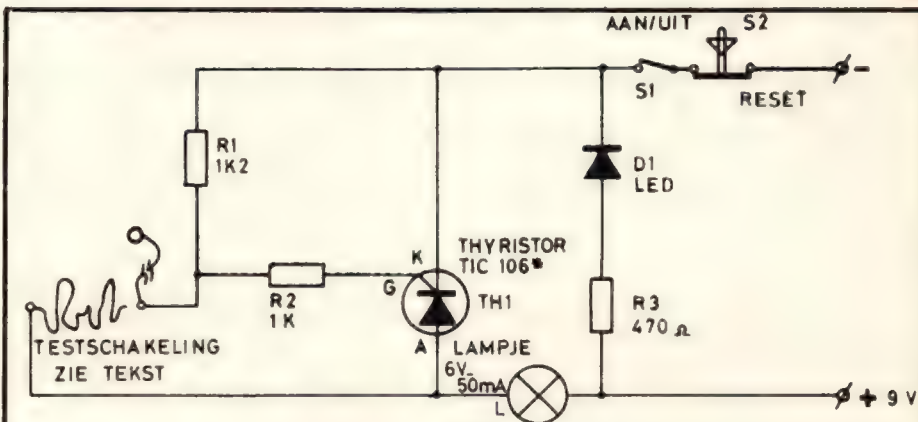 AAN/UIT S2
S1
RESET
-
R1
1K2
D1
LED
K
G
THYRISTOR
TIC 106*
TH1
R2
1K
A
R3
470 Ω
TESTSCHAKELING
ZIE TEKST
LAMPJE
6V_
50mA
L
+ 9 V